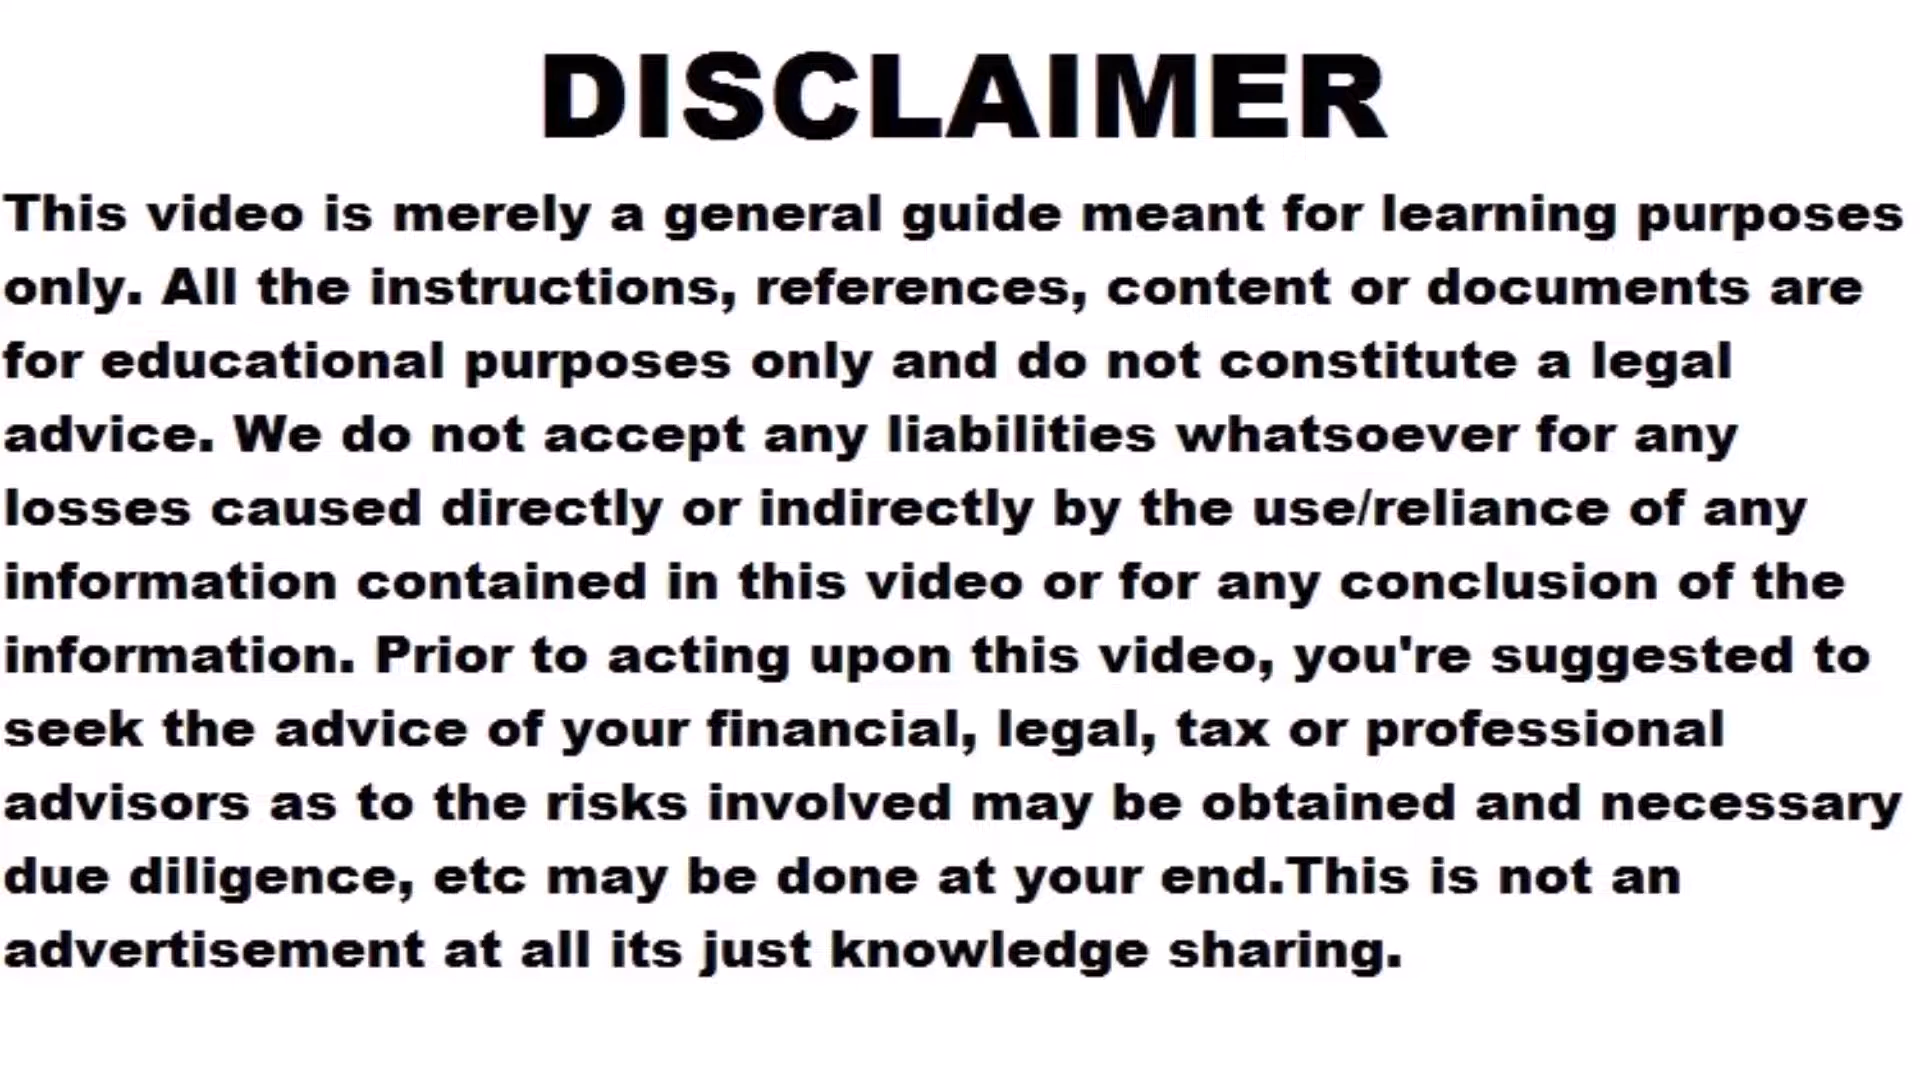 DISCLAIMER
This video is merely a general guide meant for learning purposes
only. All the instructions, references, content or documents are
for educational purposes only and do not constitute a legal
advice. We do not accept any liabilities whatsoever for any
losses caused directly or indirectly by the use/reliance of any
information contained in this video or for any conclusion of the
information. Prior to acting upon this video, you're suggested to
seek the advice of your financial, legal, tax or professional
advisors as to the risks involved may be obtained and necessary
due diligence, etc may be done at your end.This is not an
advertisement at all its just knowledge sharing.